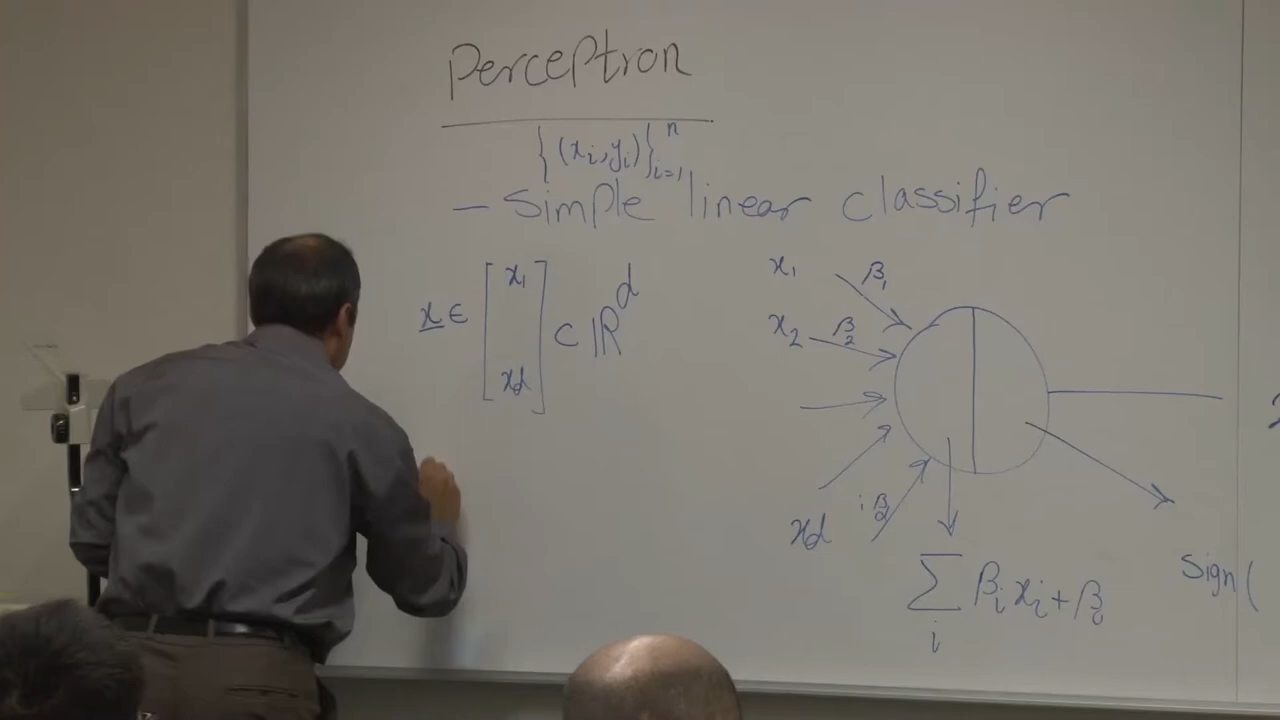 Perceptron
{(xi,yi)}ⁿi=1
– Simple linear classifier
x ∈ [x1 xd] ⊂ ℝᵈ
x1 β1
x2 β2
xd βd
∑i βi xi + β0
Sign(